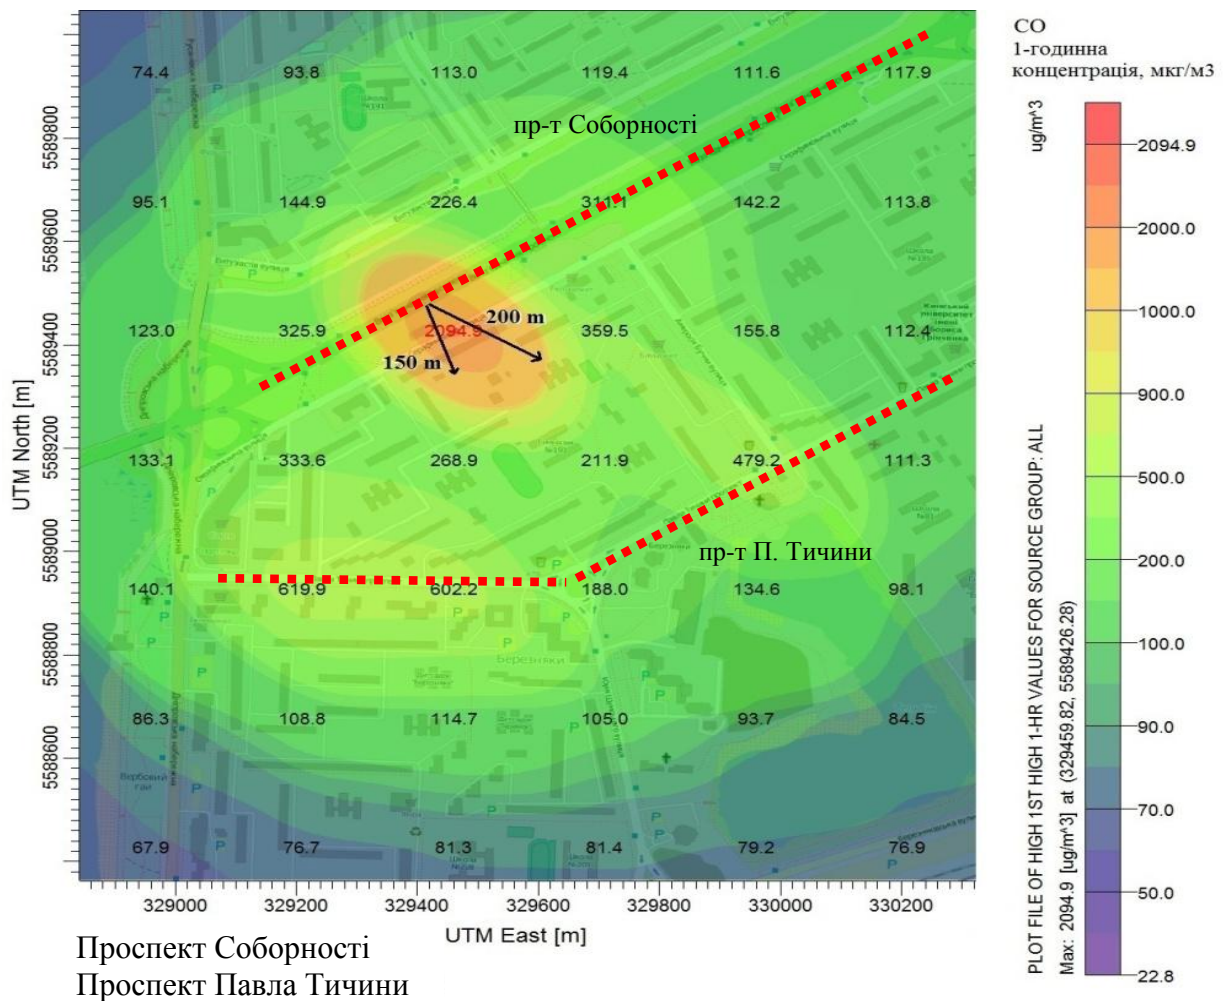 CO
1-годинна
концентрація, мкг/м3
ug/m^3
2094.9
2000.0
1000.0
900.0
500.0
200.0
100.0
90.0
70.0
50.0
22.8
PLOT FILE OF HIGH 1ST HIGH 1-HR VALUES FOR SOURCE GROUP: ALL
Max: 2094.9 [ug/m^3] at (329459.82, 5589426.28)
74.4 93.8 113.0 119.4 111.6 117.9
пр-т Соборності
95.1 144.9 226.4 311.1 142.2 113.8
200 m
123.0 325.9 2094.9 359.5 155.8 112.4
150 m
133.1 333.6 268.9 211.9 479.2 111.3
пр-т П. Тичини
140.1 619.9 602.2 188.0 134.6 98.1
Березняки
86.3 108.8 114.7 105.0 93.7 84.5
Вербовий
гай
67.9 76.7 81.3 81.4 79.2 76.9
UTM North [m]
5589800
5589600
5589400
5589200
5589000
5588800
5588600
329000 329200 329400 329600 329800 330000 330200
UTM East [m]
Проспект Соборності
Проспект Павла Тичини